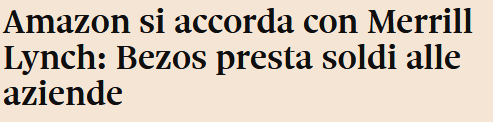 Amazon si accorda con Merrill
Lynch: Bezos presta soldi alle
aziende